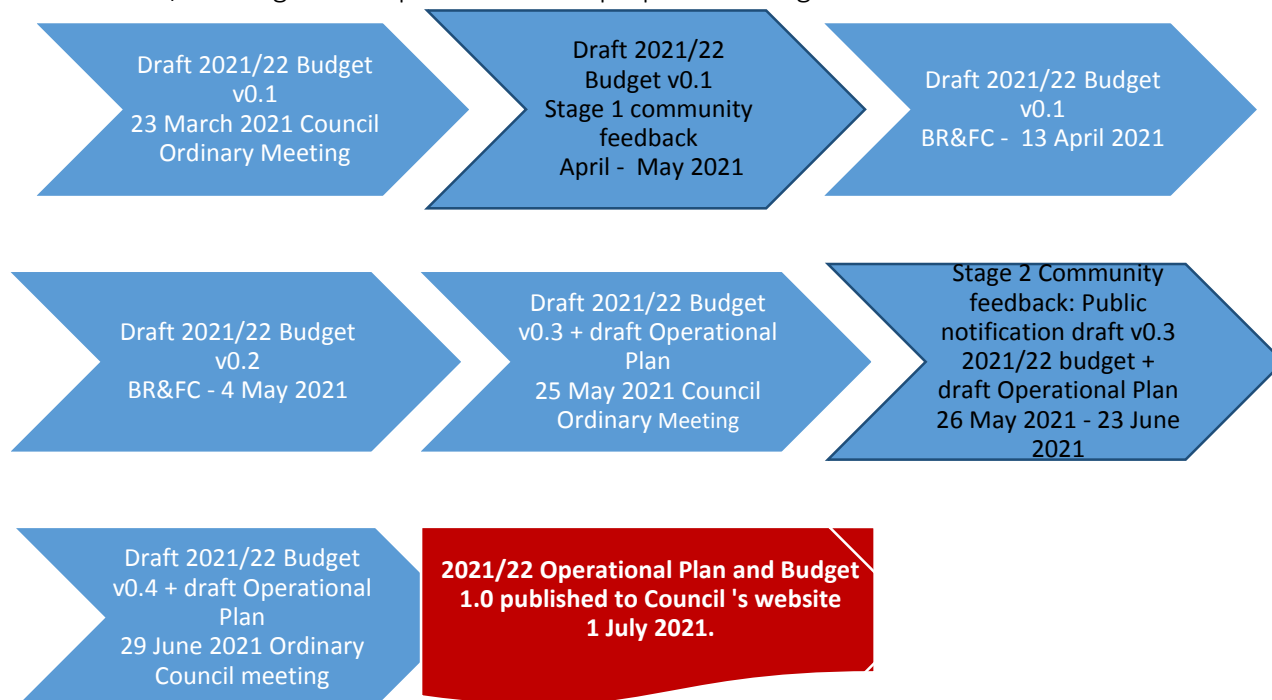 Draft 2021/22 Budget
v0.1
23 March 2021 Council
Ordinary Meeting
Draft 2021/22
Budget v0.1
Stage 1 community
feedback
April - May 2021
Draft 2021/22 Budget
v0.1
BR&FC - 13 April 2021
Draft 2021/22 Budget
v0.2
BR&FC - 4 May 2021
Draft 2021/22 Budget
v0.3 + draft Operational
Plan
25 May 2021 Council
Ordinary Meeting
Stage 2 Community
feedback: Public
notification draft v0.3
2021/22 budget +
draft Operational Plan
26 May 2021 - 23 June
2021
Draft 2021/22 Budget
v0.4 + draft Operational
Plan
29 June 2021 Ordinary
Council meeting
2021/22 Operational Plan and Budget
1.0 published to Council 's website
1 July 2021.